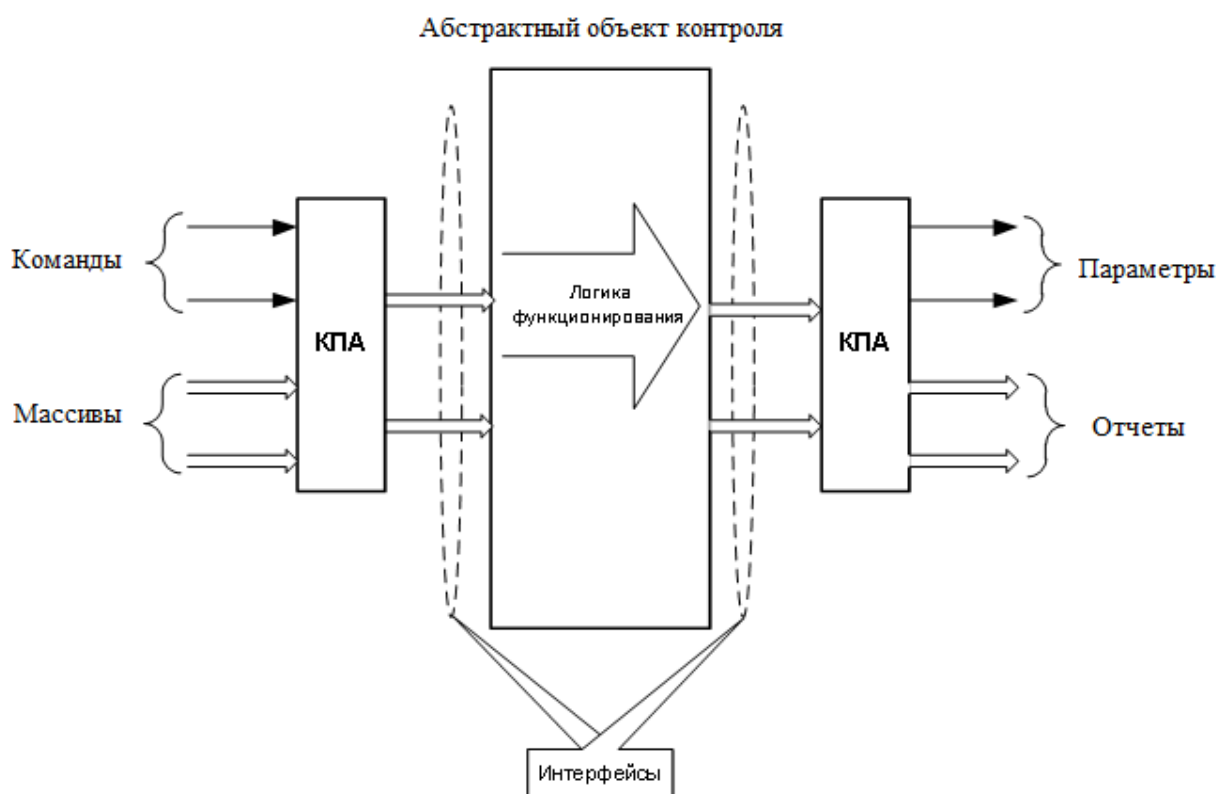 Абстрактный объект контроля
Команды
Массивы
КПА
Логика
функционирования
КПА
Параметры
Отчеты
Интерфейсы